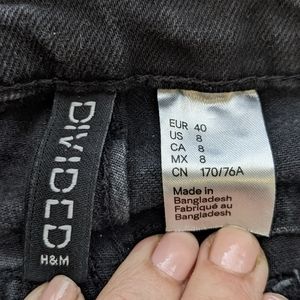 DIVIDED
H&M
EUR 40
US 8
CA 8
MX 8
CN 170/76A
Made in
Bangladesh
Fabriqué au
Bangladesh